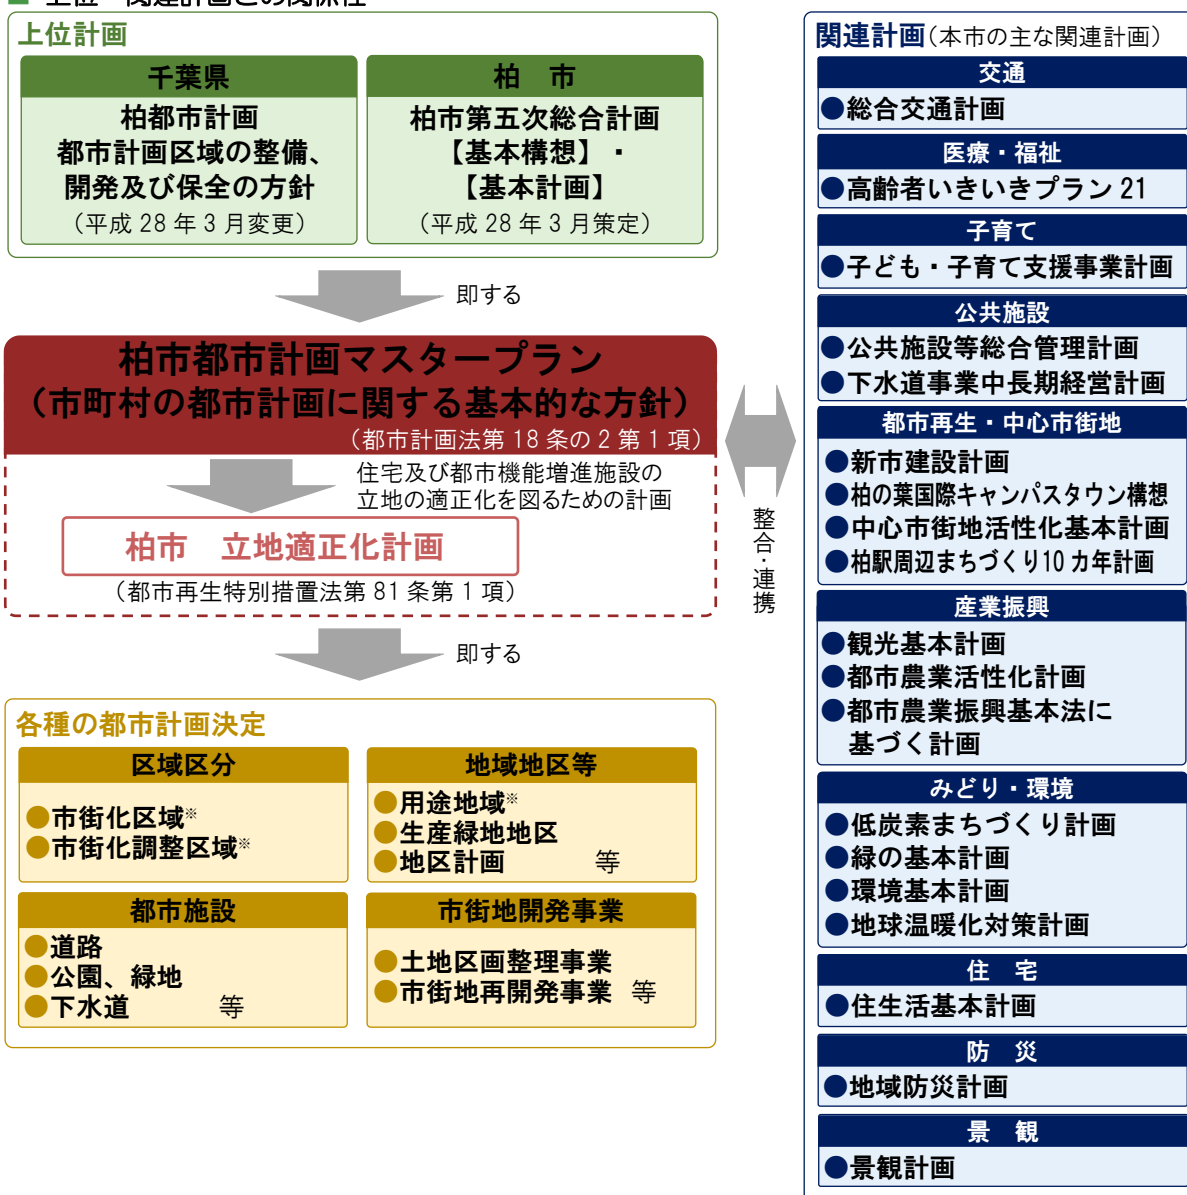 上位計画
千葉県
柏都市計画
都市計画区域の整備、
開発及び保全の方針
（平成 28 年 3 月変更）
柏　市
柏市第五次総合計画
【基本構想】・
【基本計画】
（平成 28 年 3 月策定）
即する
柏市都市計画マスタープラン
（市町村の都市計画に関する基本的な方針）
（都市計画法第 18 条の 2 第 1 項）
住宅及び都市機能増進施設の
立地の適正化を図るための計画
柏市　立地適正化計画
（都市再生特別措置法第 81 条第 1 項）
即する
整合・連携
各種の都市計画決定
区域区分
●市街化区域※
●市街化調整区域※
地域地区等
●用途地域※
●生産緑地地区
●地区計画　等
都市施設
●道路
●公園、緑地
●下水道　等
市街地開発事業
●土地区画整理事業
●市街地再開発事業　等
関連計画（本市の主な関連計画）
交通
●総合交通計画
医療・福祉
●高齢者いきいきプラン 21
子育て
●子ども・子育て支援事業計画
公共施設
●公共施設等総合管理計画
●下水道事業中長期経営計画
都市再生・中心市街地
●新市建設計画
●柏の葉国際キャンパスタウン構想
●中心市街地活性化基本計画
●柏駅周辺まちづくり10 カ年計画
産業振興
●観光基本計画
●都市農業活性化計画
●都市農業振興基本法に
基づく計画
みどり・環境
●低炭素まちづくり計画
●緑の基本計画
●環境基本計画
●地球温暖化対策計画
住　宅
●住生活基本計画
防　災
●地域防災計画
景　観
●景観計画